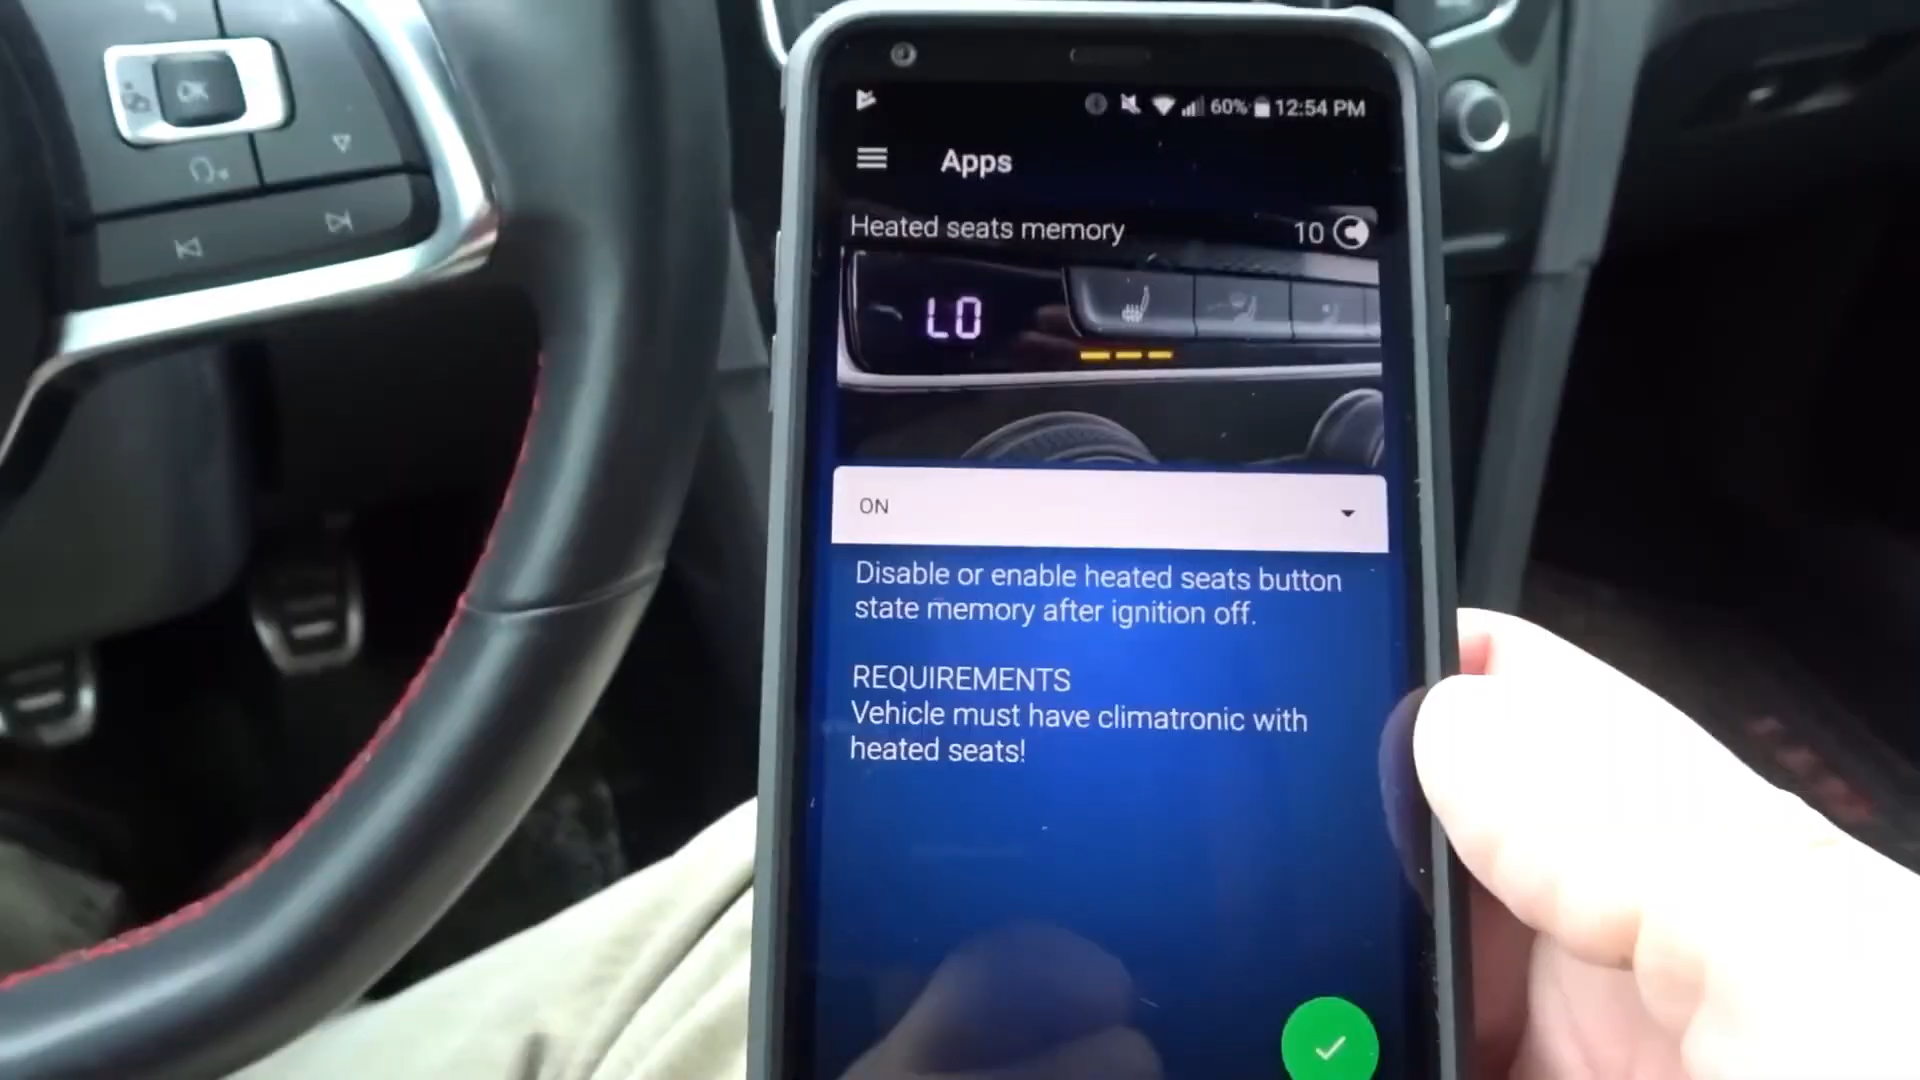 OK
60% 12:54 PM
Apps
Heated seats memory 10
LO
ON
Disable or enable heated seats button
state memory after ignition off.
REQUIREMENTS
Vehicle must have climatronic with
heated seats!